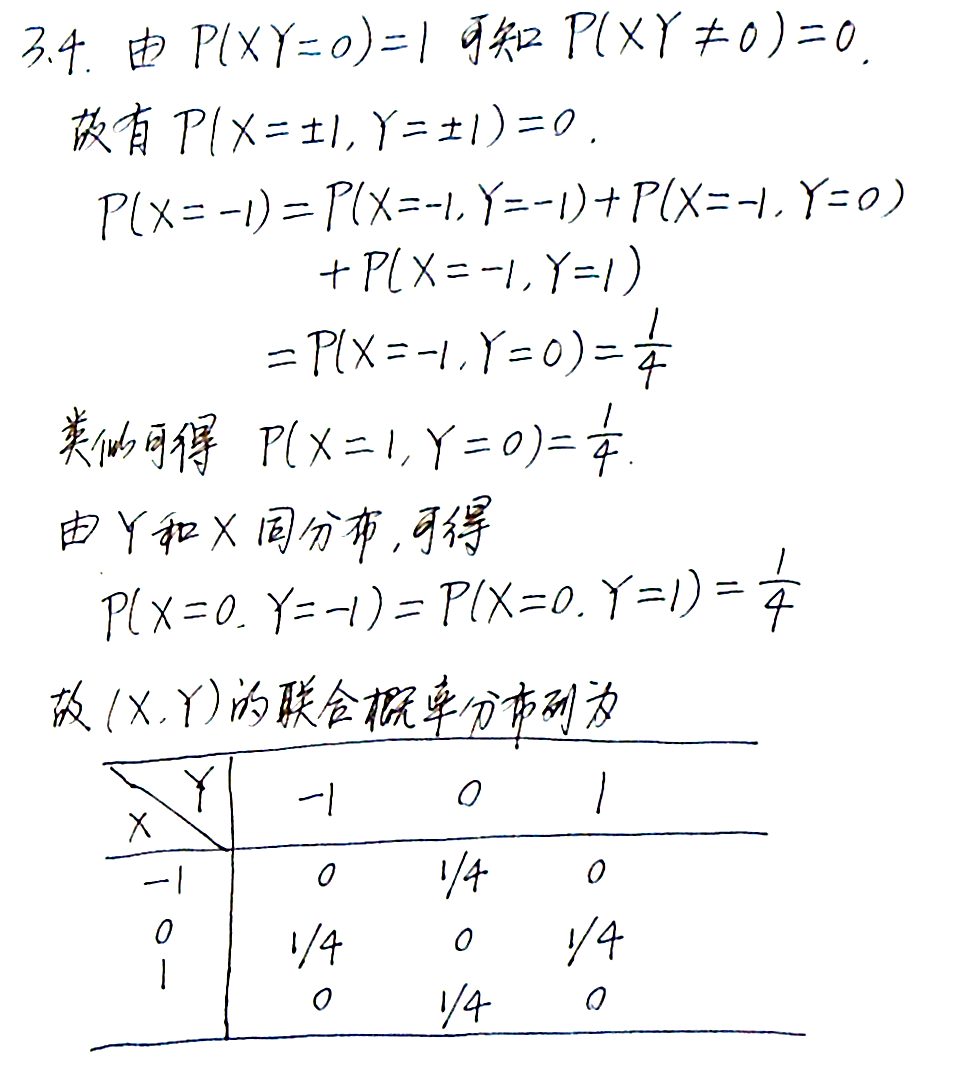 3.4. 由 P(XY=0)=1 可知 P(XY≠0)=0.
故有 P(X=±1, Y=±1)=0.
P(X=-1)=P(X=-1, Y=-1)+P(X=-1, Y=0)
+P(X=-1, Y=1)
=P(X=-1, Y=0)=1/4
类似可得 P(X=1, Y=0)=1/4.
由 Y 和 X 同分布, 可得
P(X=0, Y=-1)=P(X=0, Y=1)=1/4
故 (X, Y) 的联合概率分布列为
X Y -1 0 1
-1 0 1/4 0
0 1/4 0 1/4
1 0 1/4 0